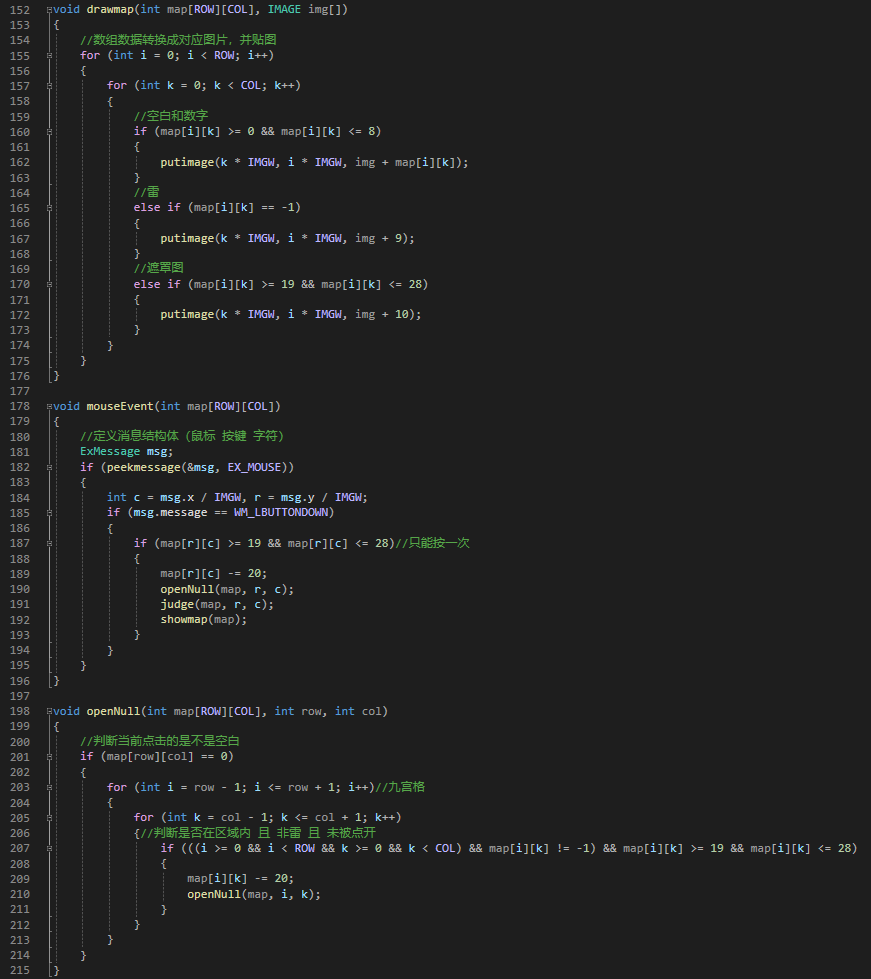 152 void drawmap(int map[ROW][COL], IMAGE img[])
153 {
154     //数组数据转换成对应图片，并贴图
155     for (int i = 0; i < ROW; i++)
156     {
157         for (int k = 0; k < COL; k++)
158         {
159             //空白和数字
160             if (map[i][k] >= 0 && map[i][k] <= 8)
161             {
162                 putimage(k * IMGW, i * IMGW, img + map[i][k]);
163             }
164             //雷
165             else if (map[i][k] == -1)
166             {
167                 putimage(k * IMGW, i * IMGW, img + 9);
168             }
169             //遮罩图
170             else if (map[i][k] >= 19 && map[i][k] <= 28)
171             {
172                 putimage(k * IMGW, i * IMGW, img + 10);
173             }
174         }
175     }
176 }
177
178 void mouseEvent(int map[ROW][COL])
179 {
180     //定义消息结构体（鼠标 按键 字符）
181     ExMessage msg;
182     if (peekmessage(&msg, EX_MOUSE))
183     {
184         int c = msg.x / IMGW, r = msg.y / IMGW;
185         if (msg.message == WM_LBUTTONDOWN)
186         {
187             if (map[r][c] >= 19 && map[r][c] <= 28)//只能按一次
188             {
189                 map[r][c] -= 20;
190                 openNull(map, r, c);
191                 judge(map, r, c);
192                 showmap(map);
193             }
194         }
195     }
196 }
197
198 void openNull(int map[ROW][COL], int row, int col)
199 {
200     //判断当前点击的是不是空白
201     if (map[row][col] == 0)
202     {
203         for (int i = row - 1; i <= row + 1; i++)//九宫格
204         {
205             for (int k = col - 1; k <= col + 1; k++)
206             {//判断是否在区域内 且 非雷 且 未被点开
207                 if (((i >= 0 && i < ROW && k >= 0 && k < COL) && map[i][k] != -1) && map[i][k] >= 19 && map[i][k] <= 28)
208                 {
209                     map[i][k] -= 20;
210                     openNull(map, i, k);
211                 }
212             }
213         }
214     }
215 }